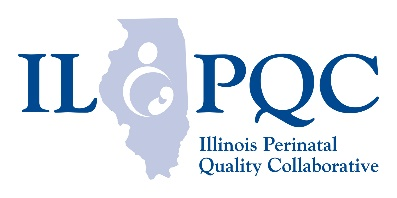 IL PQC
Illinois Perinatal
Quality Collaborative